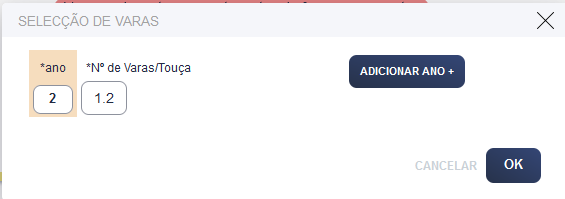 SELECÇÃO DE VARAS
*ano *Nº de Varas/Touça
ADICIONAR ANO +
2 1.2
CANCELAR OK